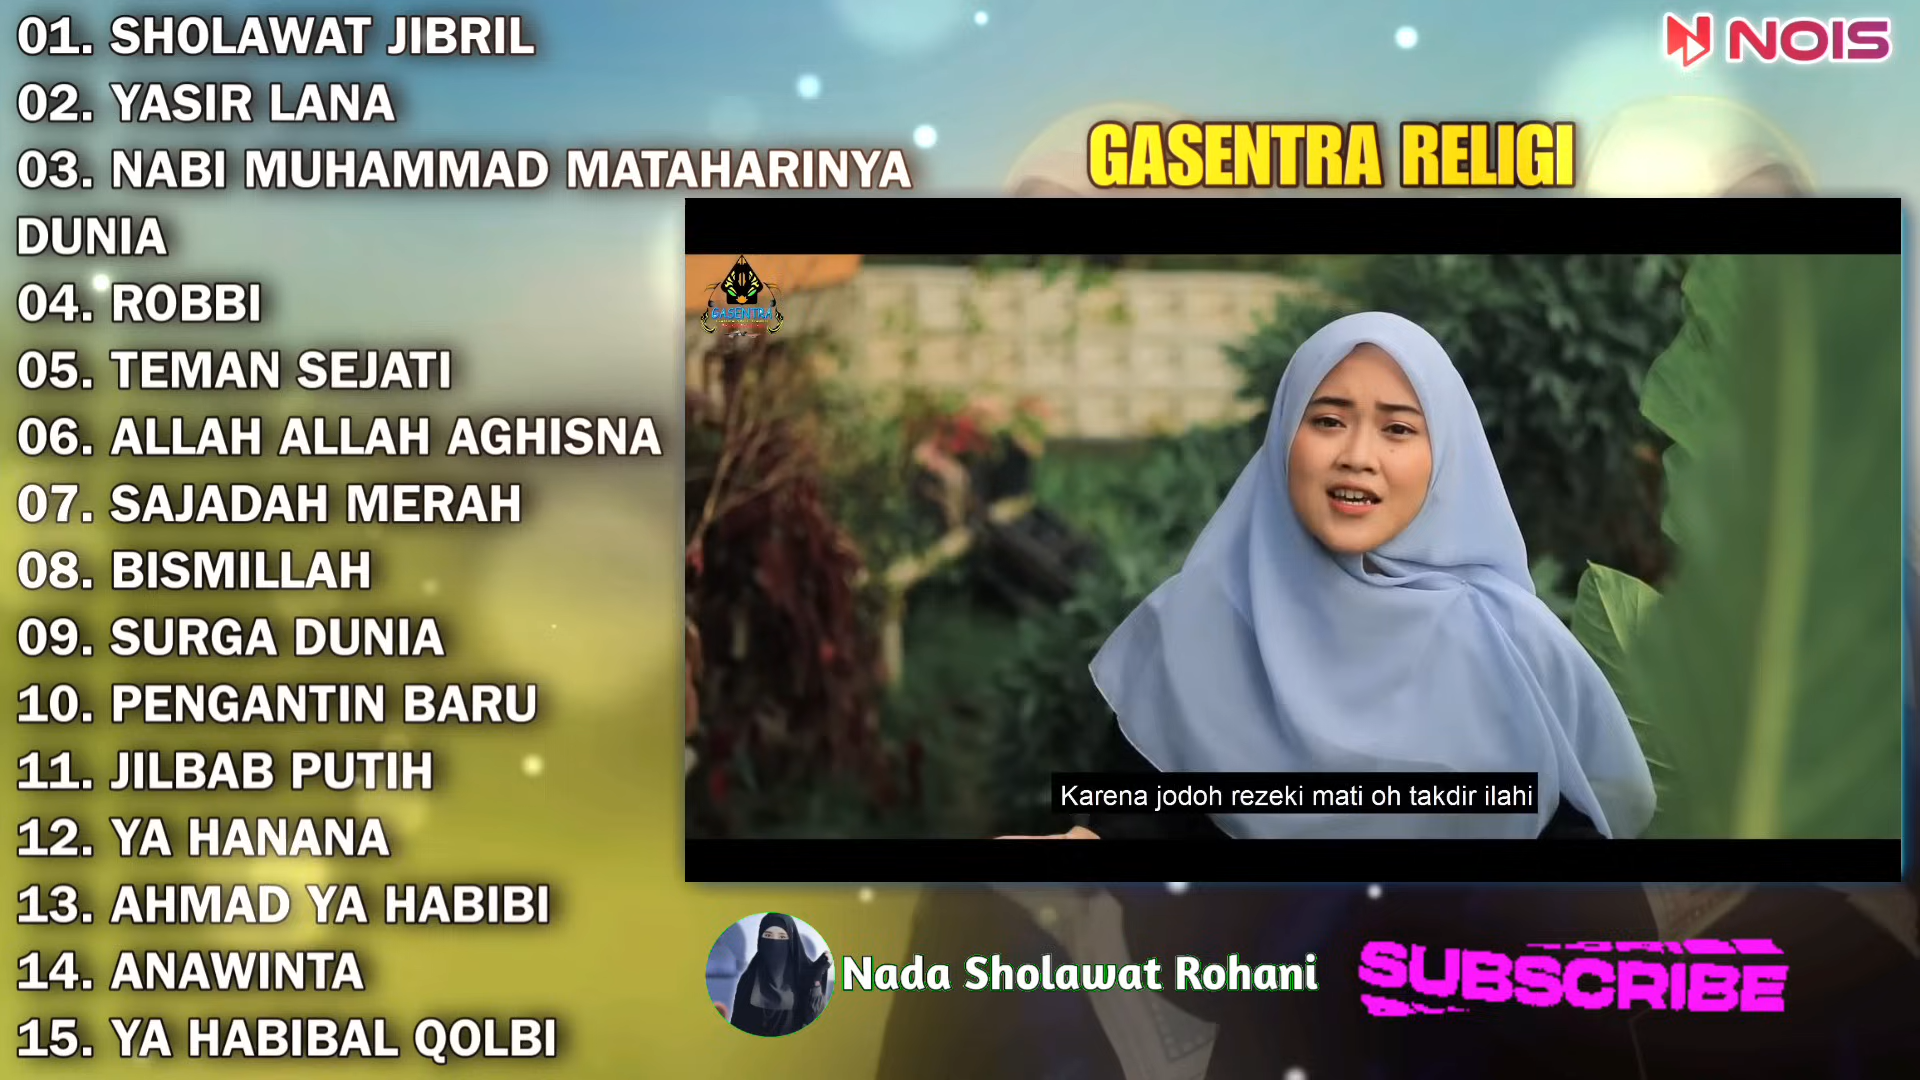 01. SHOLAWAT JIBRIL
02. YASIR LANA
03. NABI MUHAMMAD MATAHARINYA
DUNIA
04. ROBBI
05. TEMAN SEJATI
06. ALLAH ALLAH AGHISNA
07. SAJADAH MERAH
08. BISMILLAH
09. SURGA DUNIA
10. PENGANTIN BARU
11. JILBAB PUTIH
12. YA HANANA
13. AHMAD YA HABIBI
14. ANAWINTA
15. YA HABIBAL QOLBI
NOIS
GASENTRA RELIGI
GASENTRA
Karena jodoh rezeki mati oh takdir ilahi
Nada Sholawat Rohani
SUBSCRIBE